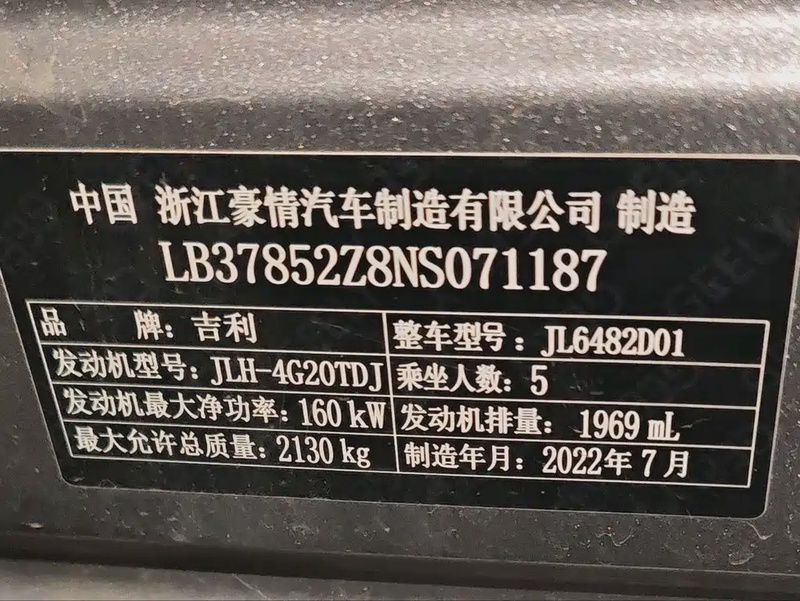 中国 浙江豪情汽车制造有限公司 制造
LB37852Z8NS071187
品 牌：吉利 整车型号：JL6482D01
发动机型号：JLH-4G20TDJ 乘坐人数：5
发动机最大净功率：160 kW 发动机排量：1969 mL
最大允许总质量：2130 kg 制造年月：2022年7月